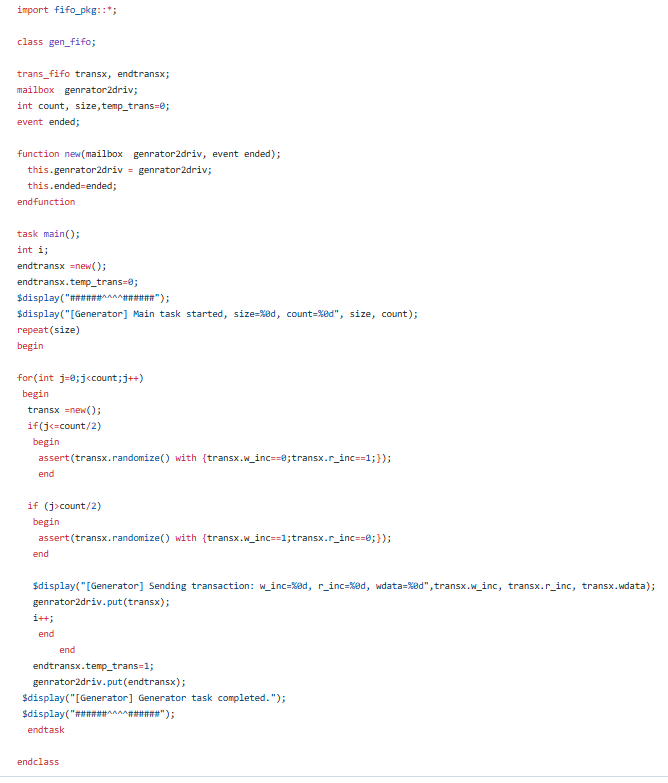 import fifo_pkg::*;
class gen_fifo;
trans_fifo transx, endtransx;
mailbox  genrator2driv;
int count, size,temp_trans=0;
event ended;
function new(mailbox  genrator2driv, event ended);
this.genrator2driv = genrator2driv;
this.ended=ended;
endfunction
task main();
int i;
endtransx =new();
endtransx.temp_trans=0;
$display("######^^^^######");
$display("[Generator] Main task started, size=%0d, count=%0d", size, count);
repeat(size)
begin
for(int j=0;j<count;j++)
begin
transx =new();
if(j<=count/2)
begin
assert(transx.randomize() with {transx.w_inc==0;transx.r_inc==1;});
end
if (j>count/2)
begin
assert(transx.randomize() with {transx.w_inc==1;transx.r_inc==0;});
end
$display("[Generator] Sending transaction: w_inc=%0d, r_inc=%0d, wdata=%0d",transx.w_inc, transx.r_inc, transx.wdata);
genrator2driv.put(transx);
i++;
end
end
endtransx.temp_trans=1;
genrator2driv.put(endtransx);
$display("[Generator] Generator task completed.");
$display("######^^^^######");
endtask
endclass